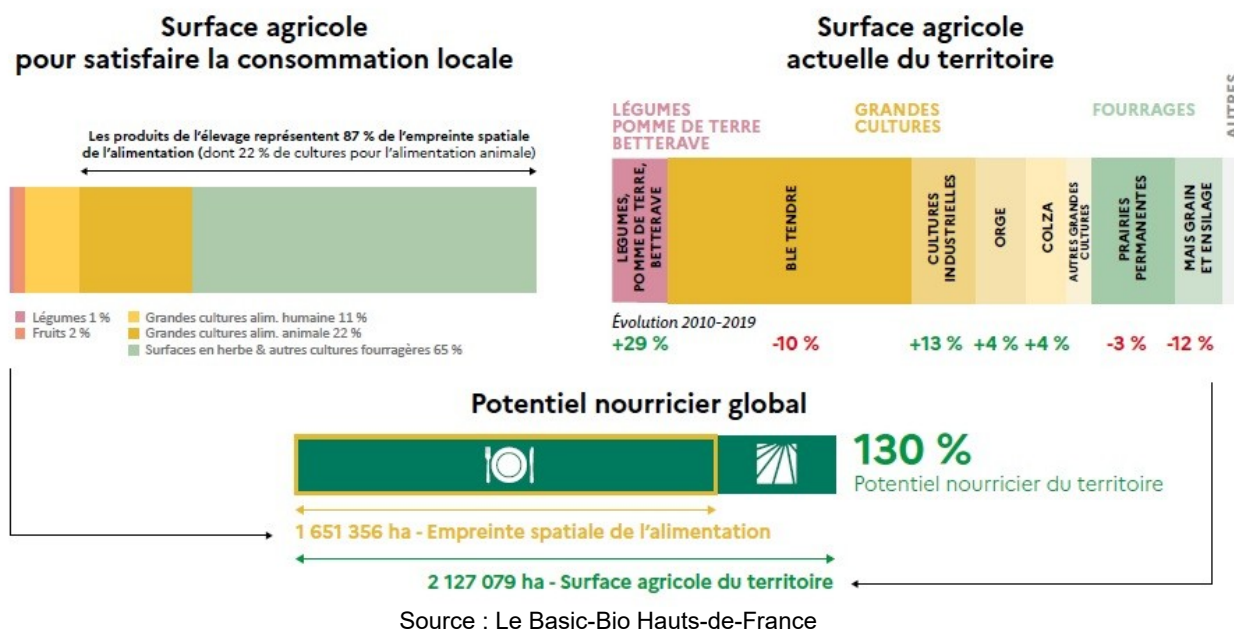 Surface agricole
pour satisfaire la consommation locale
Les produits de l'élevage représentent 87 % de l'empreinte spatiale
de l'alimentation (dont 22 % de cultures pour l'alimentation animale)
Légumes 1 %
Fruits 2 %
Grandes cultures alim. humaine 11 %
Grandes cultures alim. animale 22 %
Surfaces en herbe & autres cultures fourragères 65 %
Surface agricole
actuelle du territoire
LÉGUMES
POMME DE TERRE
BETTERAVE
GRANDES
CULTURES
FOURRAGES
AUTRES
LEGUMES,
POMME DE TERRE,
BETTERAVE
BLE TENDRE
CULTURES
INDUSTRIELLES
ORGE
COLZA
AUTRES GRANDES
CULTURES
PRAIRIES
PERMANENTES
MAIS GRAIN
ET ENSILAGE
Évolution 2010-2019
+29 % -10 % +13 % +4 % +4 % -3 % -12 %
Potentiel nourricier global
130 %
Potentiel nourricier du territoire
1 651 356 ha - Empreinte spatiale de l'alimentation
2 127 079 ha - Surface agricole du territoire
Source : Le Basic-Bio Hauts-de-France